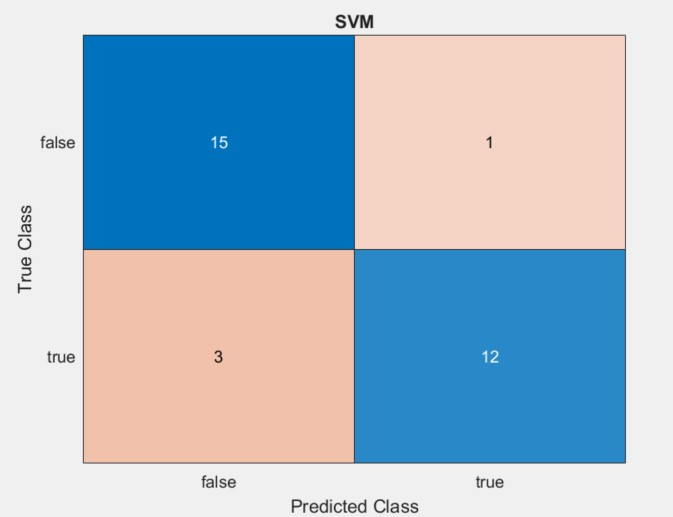 SVM
false
15
1
True Class
true
3
12
false
true
Predicted Class